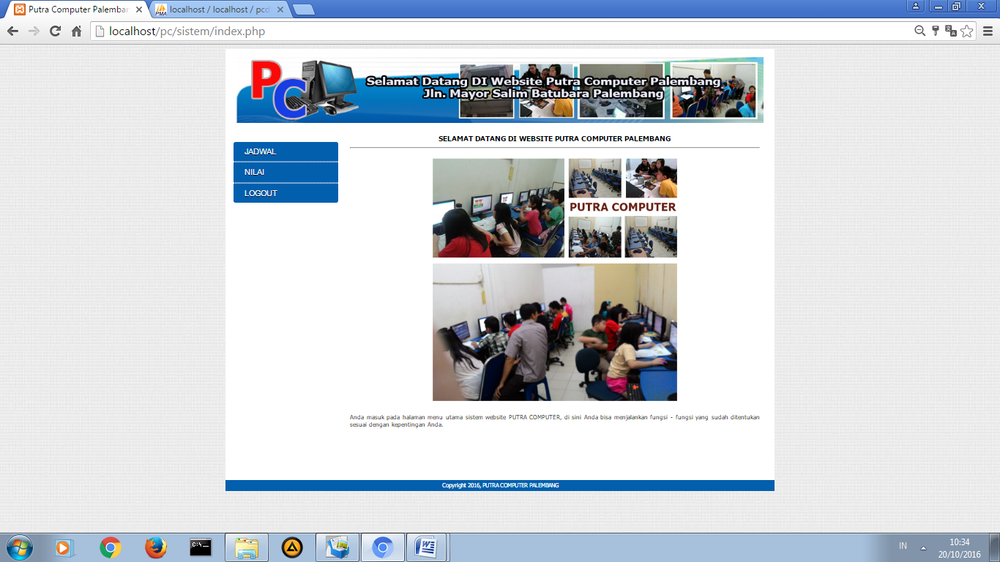 Putra Computer Palembar
localhost / localhost / pcd
localhost/pc/sistem/index.php
PC
Selamat Datang DI Website Putra Computer Palembang
Jln. Mayor Salim Batubara Palembang
JADWAL
NILAI
LOGOUT
SELAMAT DATANG DI WEBSITE PUTRA COMPUTER PALEMBANG
PUTRA COMPUTER
Anda masuk pada halaman menu utama sistem website PUTRA COMPUTER, di sini Anda bisa menjalankan fungsi - fungsi yang sudah ditentukan
sesuai dengan kepentingan Anda.
Copyright 2016, PUTRA COMPUTER PALEMBANG
IN
10:34
20/10/2016